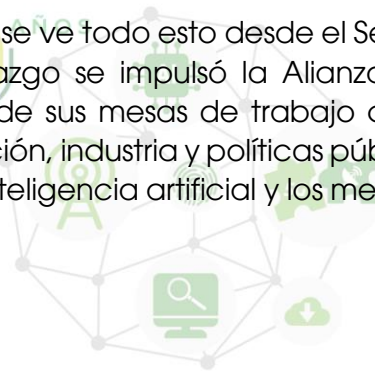 AÑOS
se ve todo esto desde el Se
azgo se impulsó la Alianza
de sus mesas de trabajo
ción, industria y políticas púb
teligencia artificial y los me